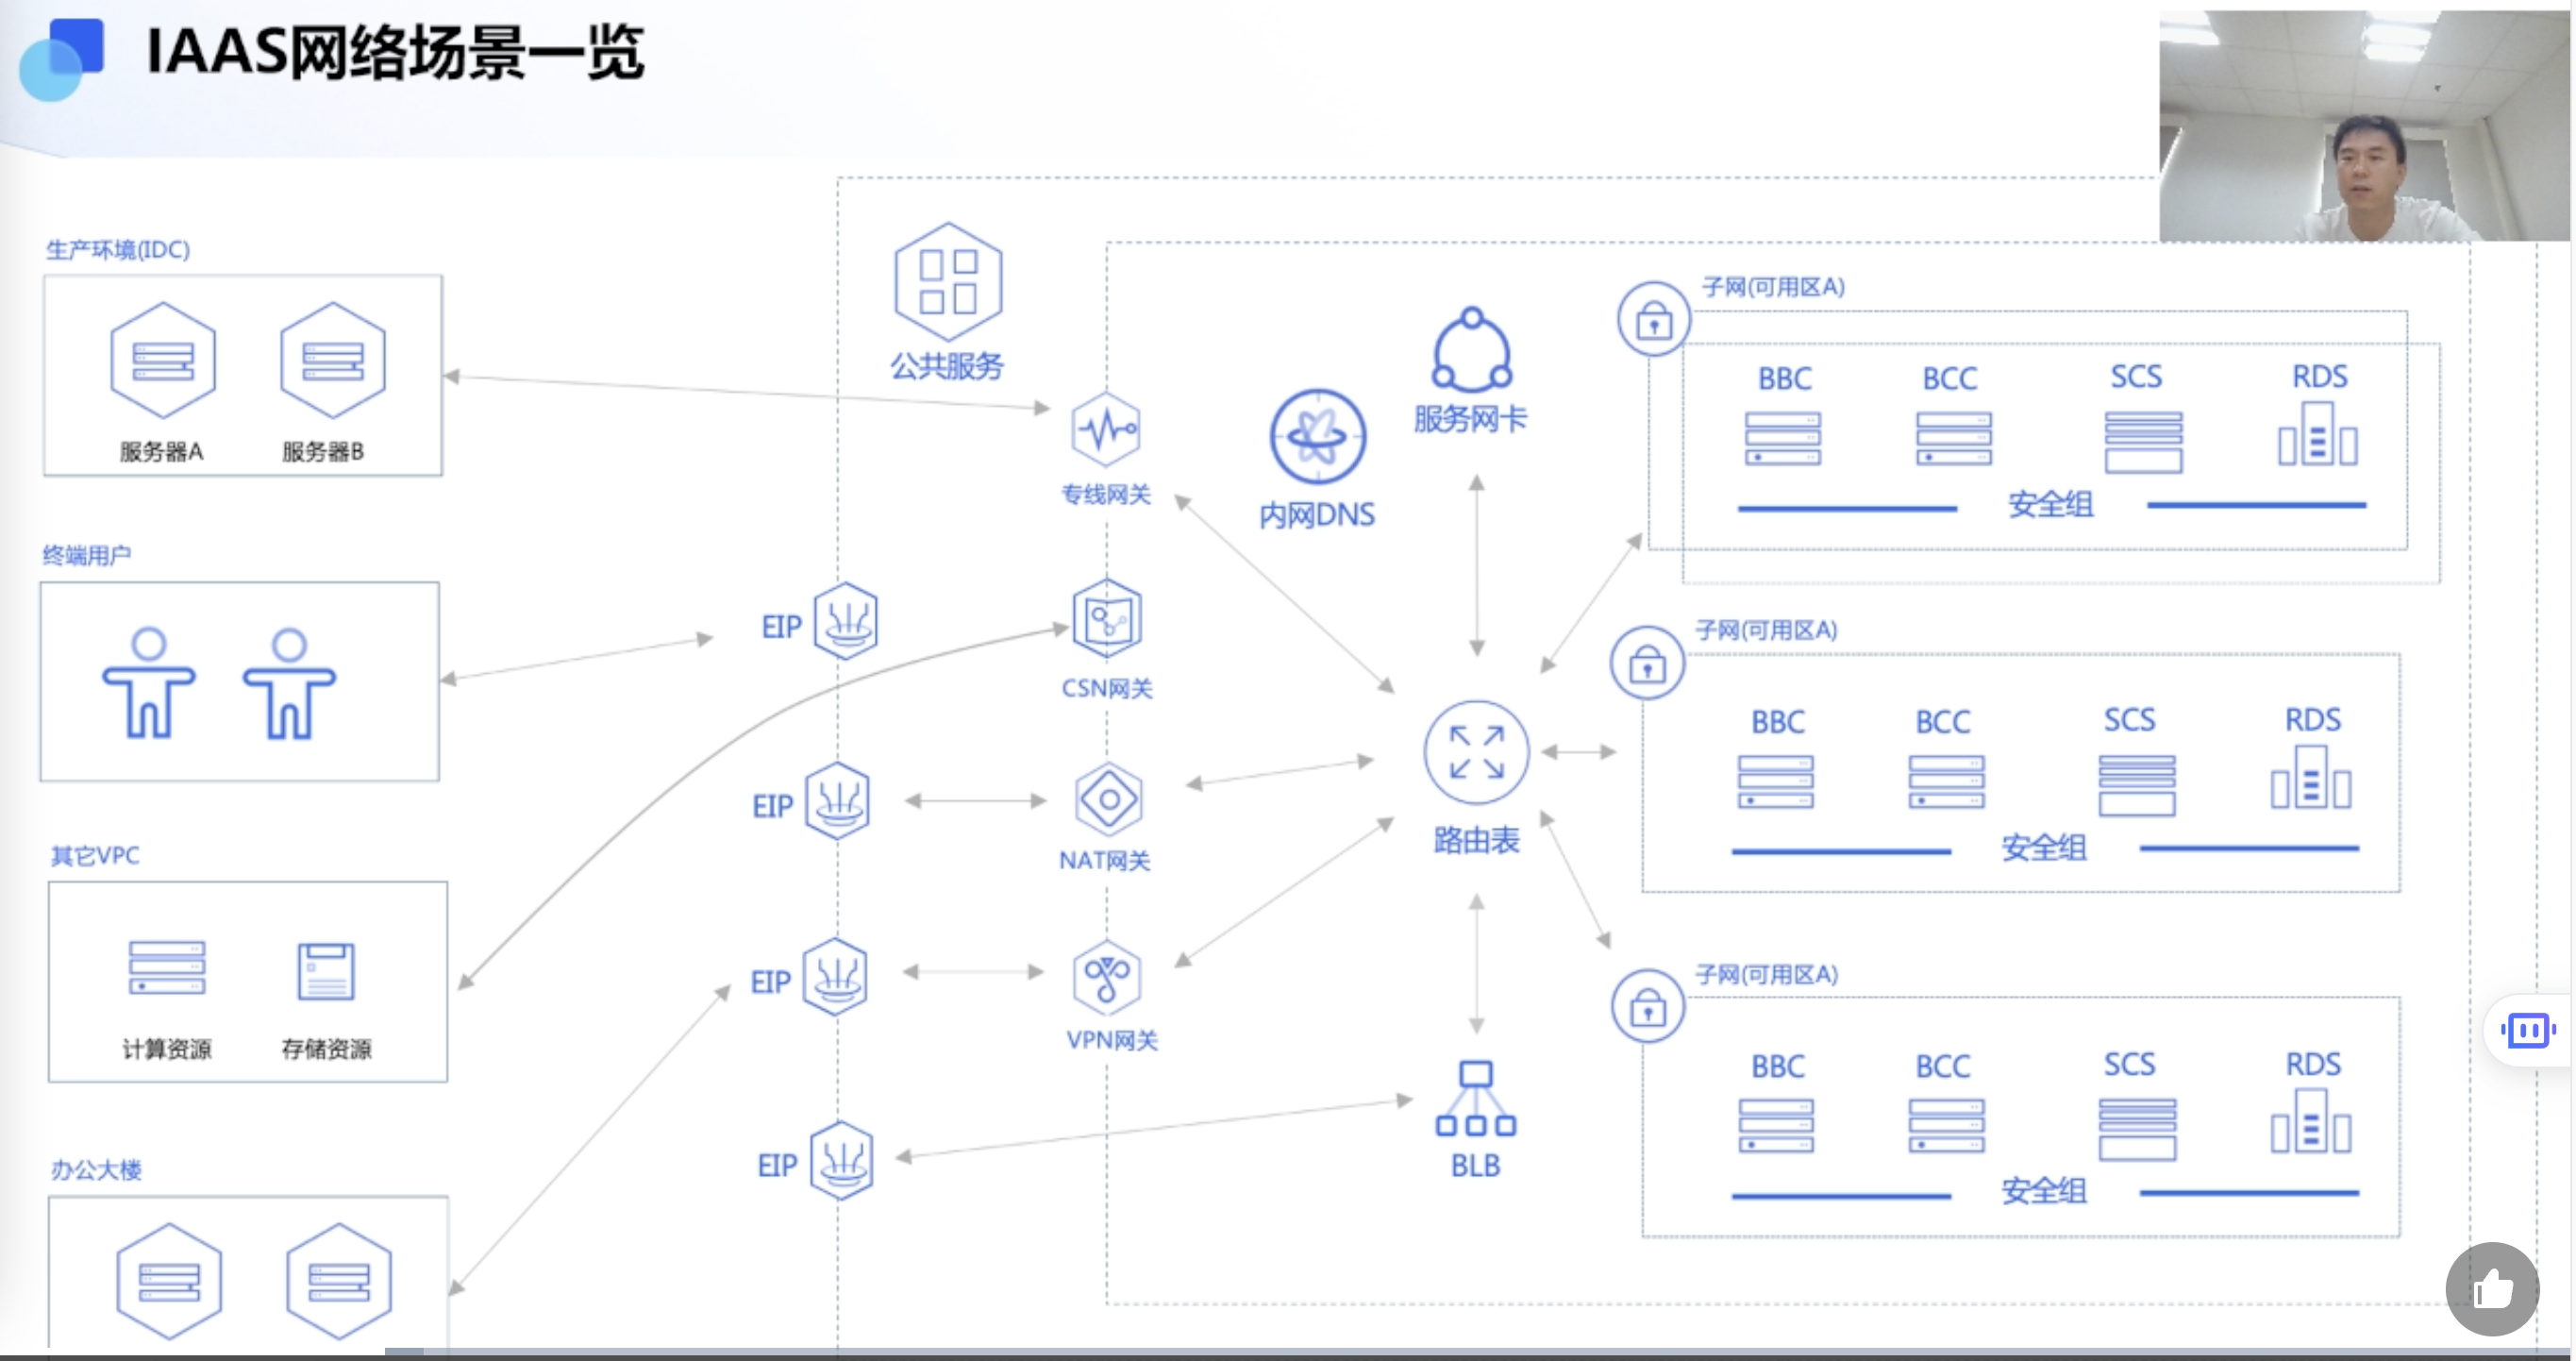 IAAS网络场景一览
生产环境(IDC)
服务器A
服务器B
终端用户
其它VPC
计算资源
存储资源
办公大楼
公共服务
EIP
EIP
EIP
EIP
专线网关
CSN网关
NAT网关
VPN网关
内网DNS
服务网卡
路由表
BLB
子网(可用区A)
BBC BCC SCS RDS
安全组
子网(可用区A)
BBC BCC SCS RDS
安全组
子网(可用区A)
BBC BCC SCS RDS
安全组